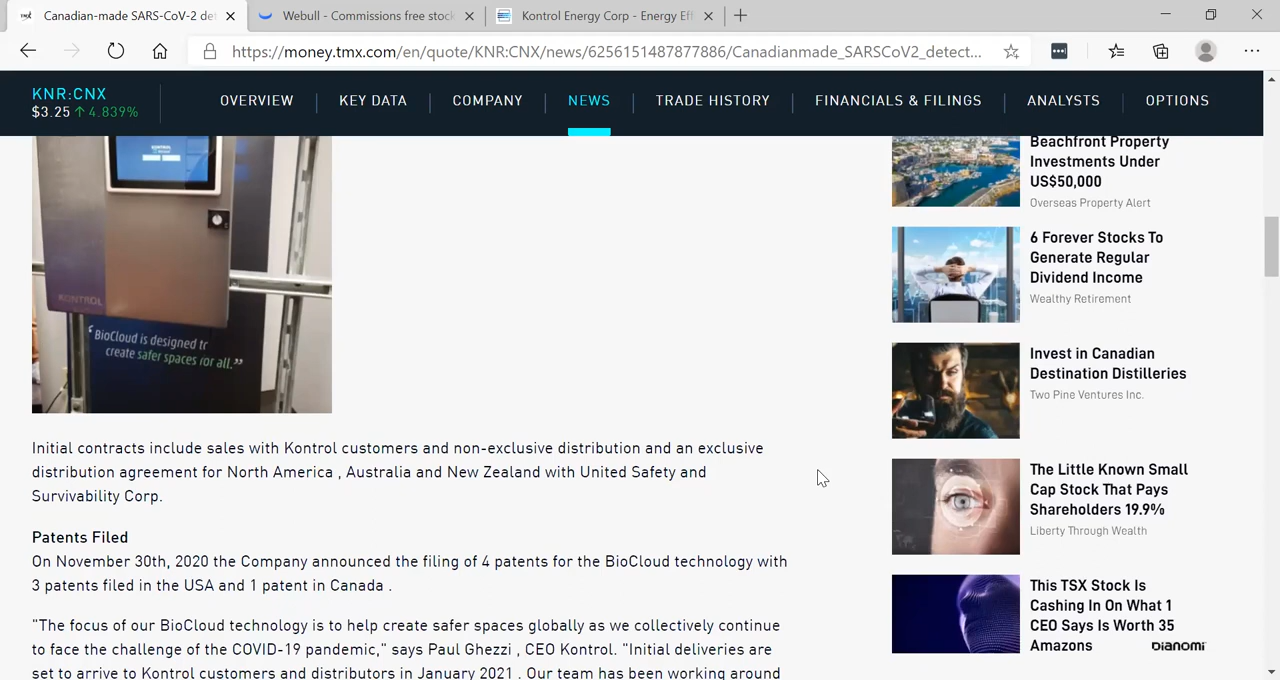 Canadian-made SARS-CoV-2 det
Webull - Commissions free stock
Kontrol Energy Corp - Energy Eff
https://money.tmx.com/en/quote/KNR:CNX/news/6256151487877886/Canadianmade_SARSCoV2_detect...
KNR:CNX
$3.25 ↑ 4.839%
OVERVIEW
KEY DATA
COMPANY
NEWS
TRADE HISTORY
FINANCIALS & FILINGS
ANALYSTS
OPTIONS
KONTROL
"BioCloud is designed to
create safer spaces for all."
Initial contracts include sales with Kontrol customers and non-exclusive distribution and an exclusive
distribution agreement for North America , Australia and New Zealand with United Safety and
Survivability Corp.
Patents Filed
On November 30th, 2020 the Company announced the filing of 4 patents for the BioCloud technology with
3 patents filed in the USA and 1 patent in Canada .
"The focus of our BioCloud technology is to help create safer spaces globally as we collectively continue
to face the challenge of the COVID-19 pandemic," says Paul Ghezzi , CEO Kontrol. "Initial deliveries are
set to arrive to Kontrol customers and distributors in January 2021 . Our team has been working around
Beachfront Property
Investments Under
US$50,000
Overseas Property Alert
6 Forever Stocks To
Generate Regular
Dividend Income
Wealthy Retirement
Invest in Canadian
Destination Distilleries
Two Pine Ventures Inc.
The Little Known Small
Cap Stock That Pays
Shareholders 19.9%
Liberty Through Wealth
This TSX Stock Is
Cashing In On What 1
CEO Says Is Worth 35
Amazons
bianomi